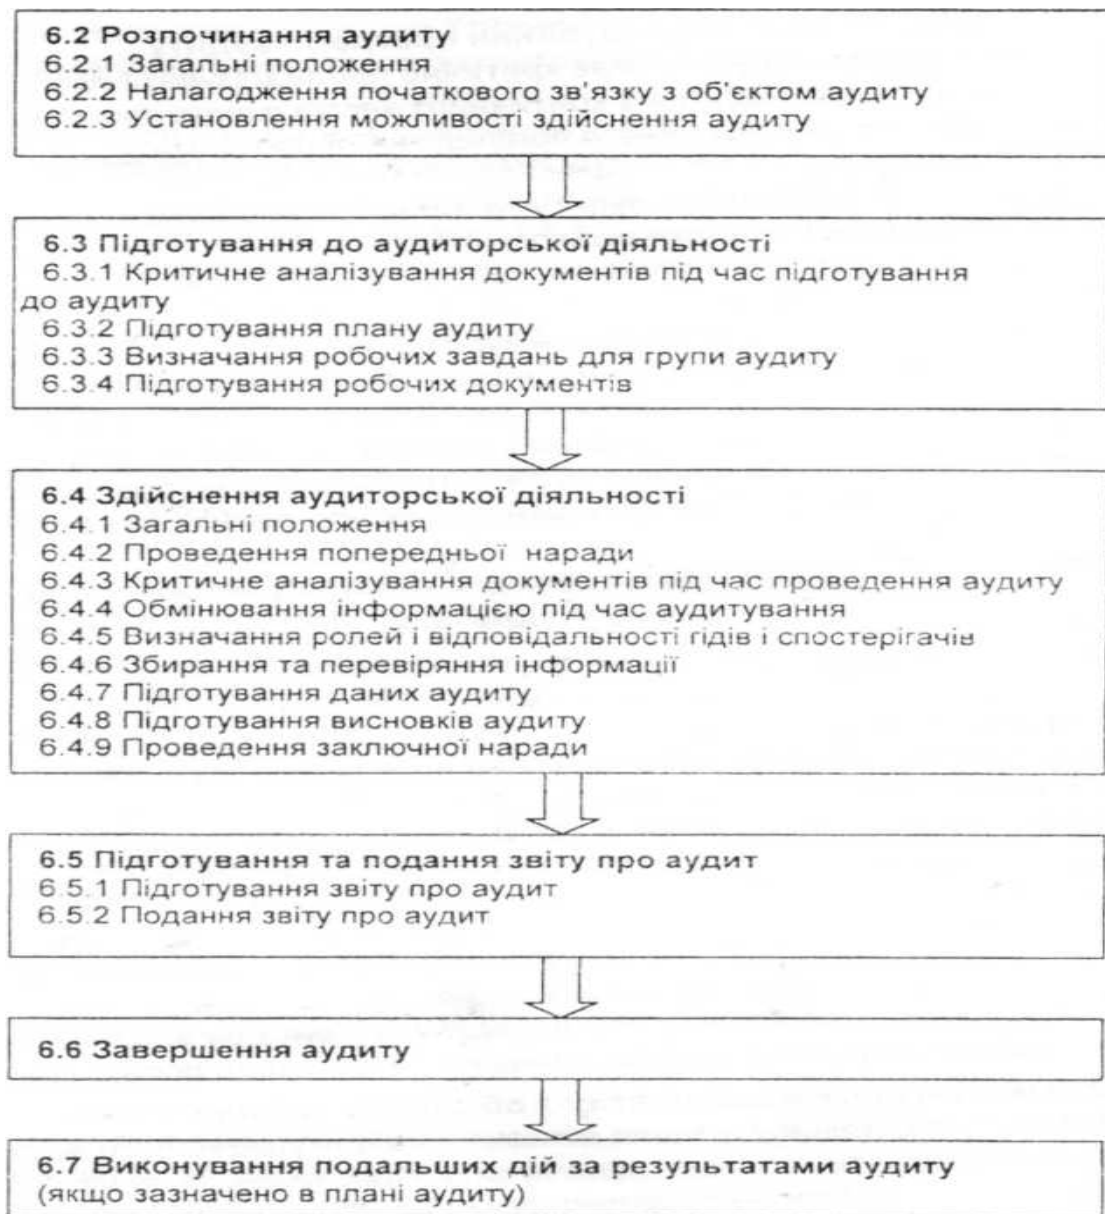 6.2 Розпочинання аудиту
6.2.1 Загальні положення
6.2.2 Налагодження початкового зв'язку з об'єктом аудиту
6.2.3 Установлення можливості здійснення аудиту
6.3 Підготування до аудиторської діяльності
6.3.1 Критичне аналізування документів під час підготування
до аудиту
6.3.2 Підготування плану аудиту
6.3.3 Визначання робочих завдань для групи аудиту
6.3.4 Підготування робочих документів
6.4 Здійснення аудиторської діяльності
6.4.1 Загальні положення
6.4.2 Проведення попередньої наради
6.4.3 Критичне аналізування документів під час проведення аудиту
6.4.4 Обмінювання інформацією під час аудитування
6.4.5 Визначання ролей і відповідальності гідів і спостерігачів
6.4.6 Збирання та перевіряння інформації
6.4.7 Підготування даних аудиту
6.4.8 Підготування висновків аудиту
6.4.9 Проведення заключної наради
6.5 Підготування та подання звіту про аудит
6.5.1 Підготування звіту про аудит
6.5.2 Подання звіту про аудит
6.6 Завершення аудиту
6.7 Виконування подальших дій за результатами аудиту
(якщо зазначено в плані аудиту)